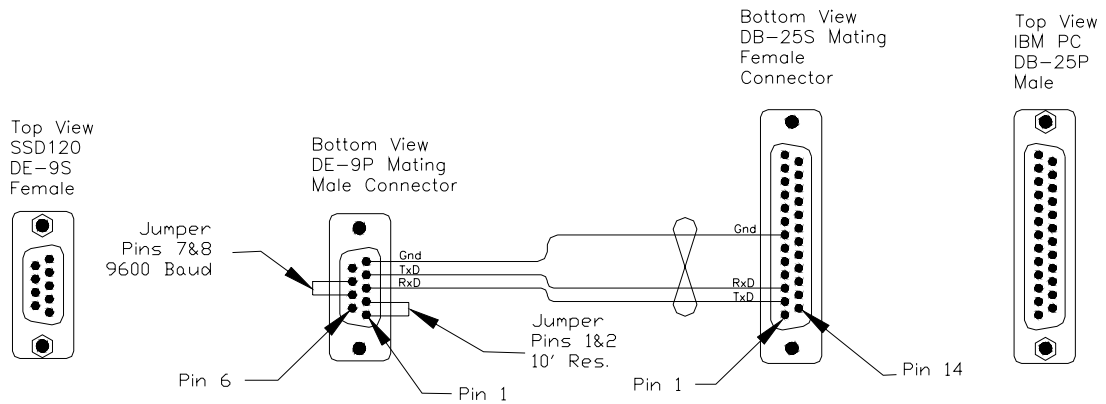 Top View
SSD120
DE-9S
Female
Jumper
Pins 7&8
9600 Baud
Bottom View
DE-9P Mating
Male Connector
Gnd
TxD
RxD
Pin 6
Pin 1
Jumper
Pins 1&2
10' Res.
Bottom View
DB-25S Mating
Female
Connector
Gnd
RxD
TxD
Pin 1
Pin 14
Top View
IBM PC
DB-25P
Male